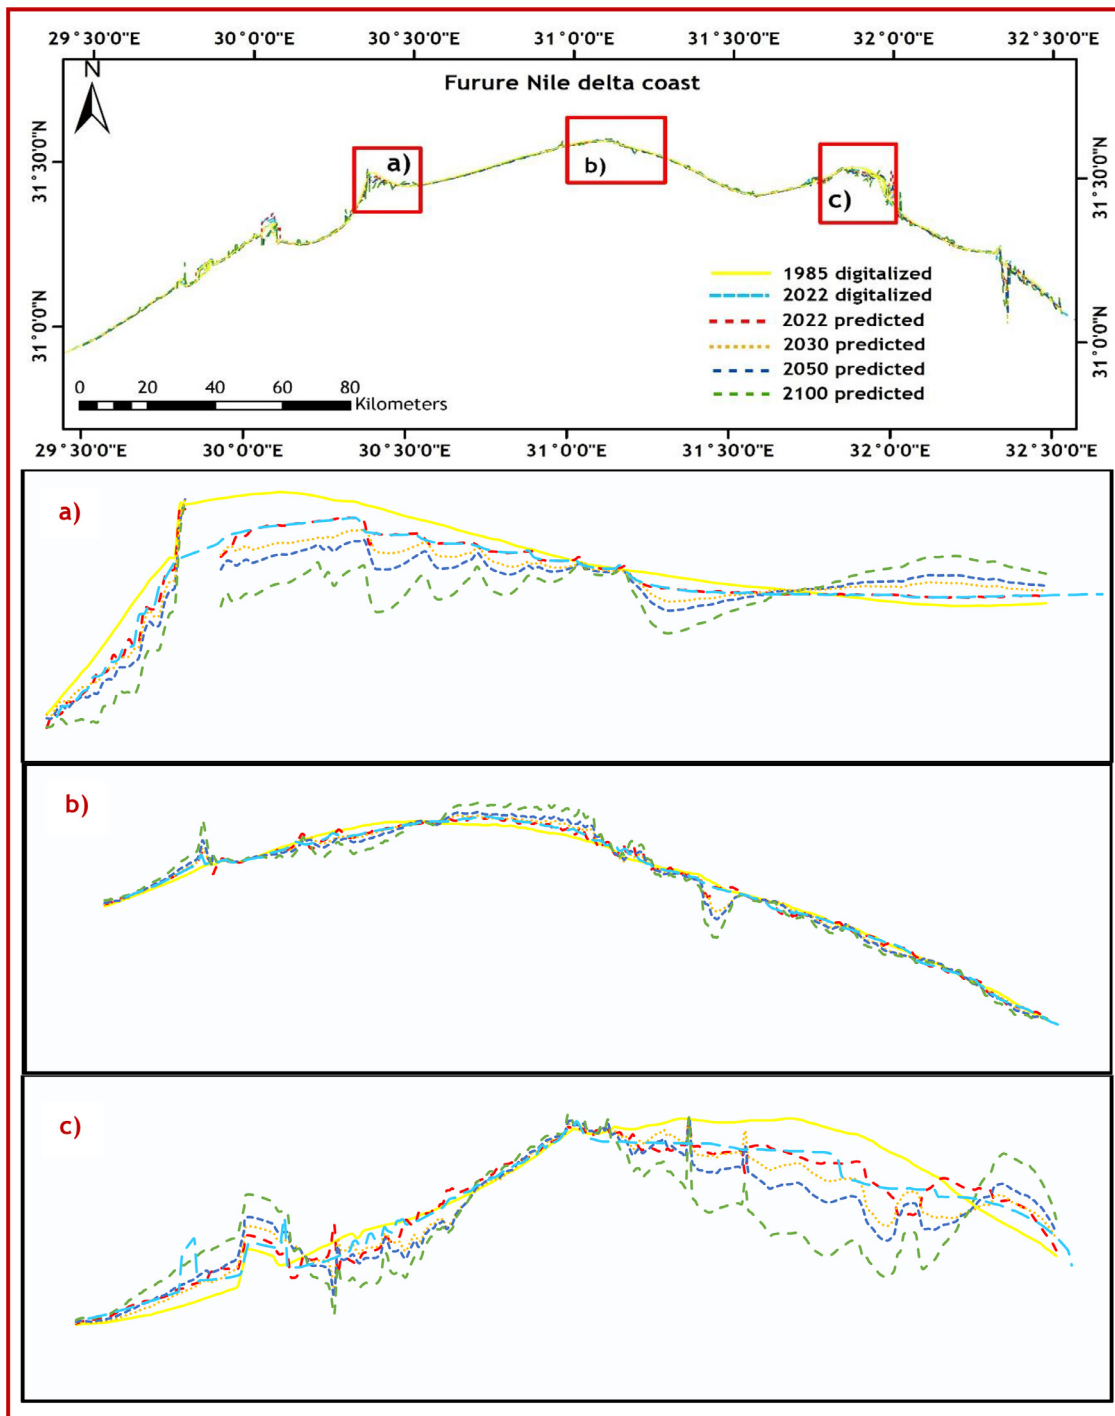 29°30'0"E 30°0'0"E 30°30'0"E 31°0'0"E 31°30'0"E 32°0'0"E 32°30'0"E
N
Furure Nile delta coast
31°30'0"N
31°30'0"N
a)
b)
c)
1985 digitalized
2022 digitalized
2022 predicted
2030 predicted
2050 predicted
2100 predicted
31°0'0"N
31°0'0"N
0 20 40 60 80
Kilometers
29°30'0"E 30°0'0"E 30°30'0"E 31°0'0"E 31°30'0"E 32°0'0"E 32°30'0"E
a)
b)
c)